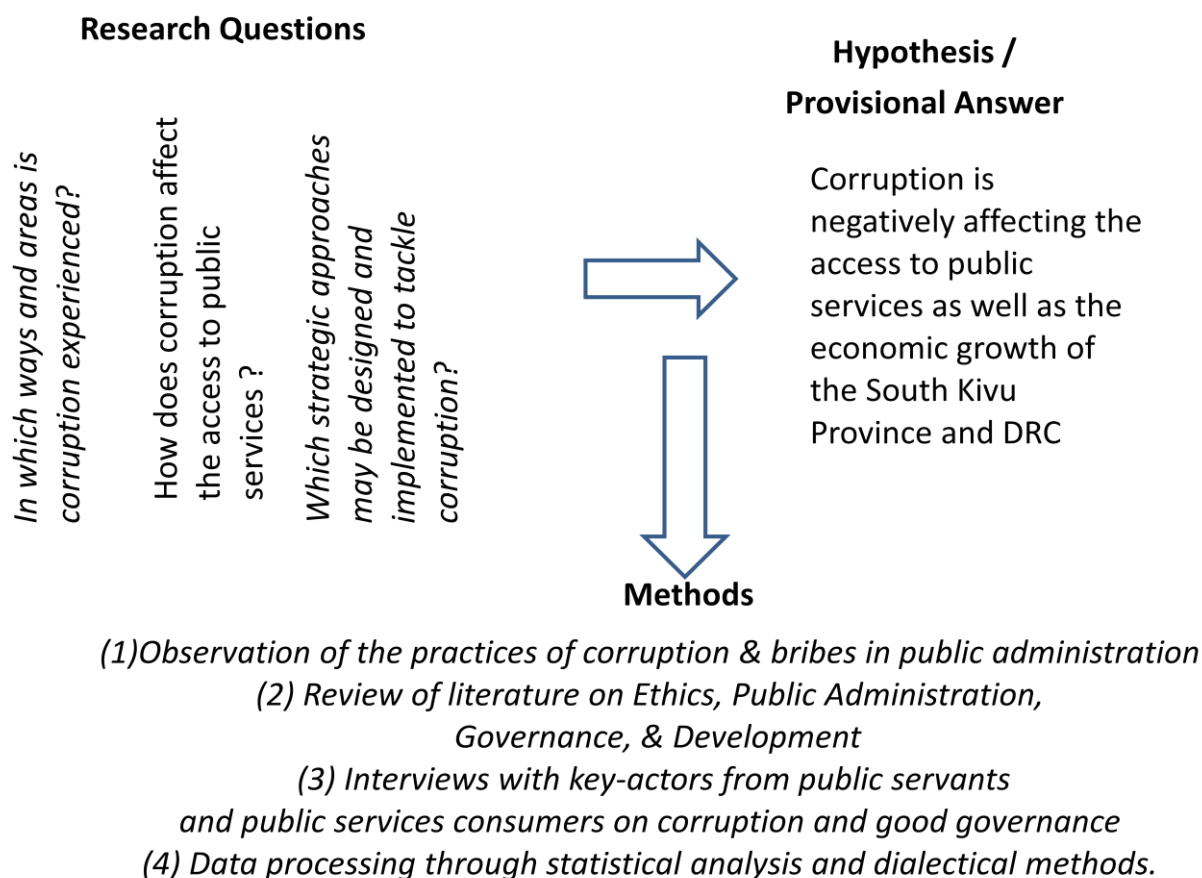 Research Questions
In which ways and areas is
corruption experienced?
How does corruption affect
the access to public
services ?
Which strategic approaches
may be designed and
implemented to tackle
corruption?
Hypothesis /
Provisional Answer
Corruption is
negatively affecting the
access to public
services as well as the
economic growth of
the South Kivu
Province and DRC
Methods
(1)Observation of the practices of corruption & bribes in public administration
(2) Review of literature on Ethics, Public Administration,
Governance, & Development
(3) Interviews with key-actors from public servants
and public services consumers on corruption and good governance
(4) Data processing through statistical analysis and dialectical methods.